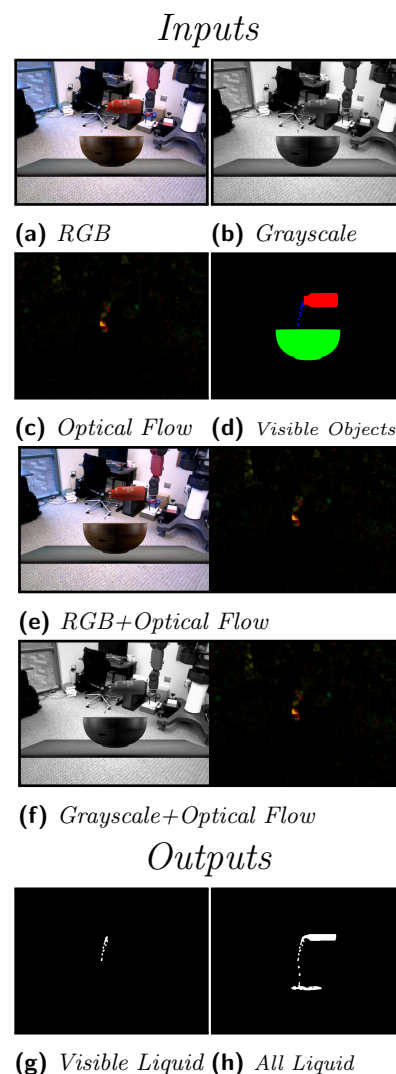 Inputs
(a) RGB (b) Grayscale
(c) Optical Flow (d) Visible Objects
(e) RGB+Optical Flow
(f) Grayscale+Optical Flow
Outputs
(g) Visible Liquid (h) All Liquid